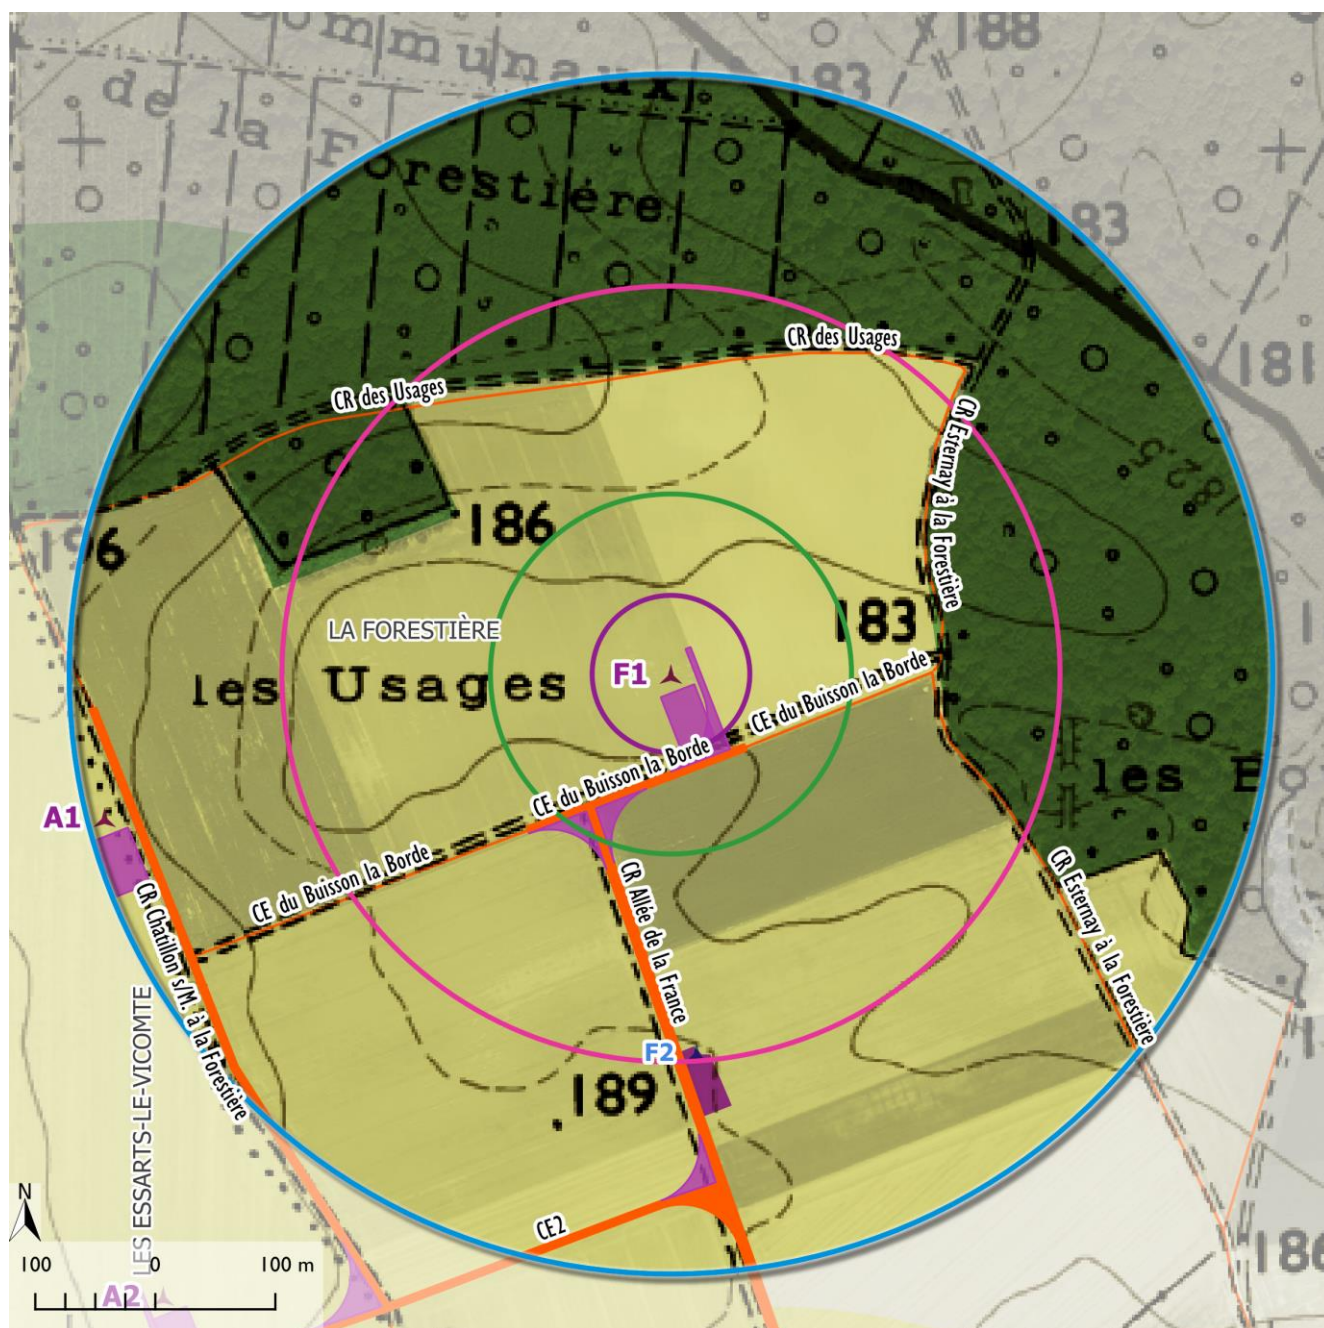 188
Communaux
183
de la Forestière
183
181
CR des Usages
CR des Usages
CR Esternay à la Forestière
182.5
196
186
183
LA FORESTIÈRE
les Usages
F1
CE du Buisson la Borde
CE du Buisson la Borde
les E
A1
CE du Buisson la Borde
CR Allée de la France
CR Esternay à la Forestière
CR Chatillon s/M. à la Forestière
LES ESSARTS-LE-VICOMTE
F2
189
N
CE2
186
100 0 100 m
A2